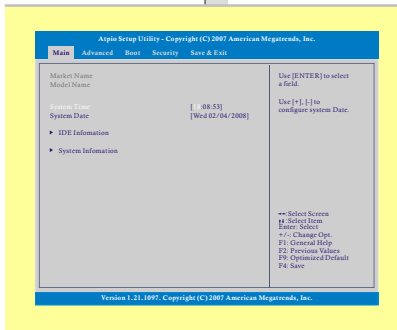 Atpio Setup Utility - Copyright (C) 2007 American Megatrends, Inc.
Main Advanced Boot Security Save & Exit
Market Name
Model Name
System Time [ :08:53]
System Date [Wed 02/04/2008]
IDE Infomation
System Infomation
Use [ENTER] to select
a field.
Use [+], [-] to
configure system Date.
:Select Screen
:Select Item
Enter: Select
+/-: Change Opt.
F1: General Help
F2: Previous Values
F9: Optimized Default
F4: Save
Version 1.21.1097. Copyright (C) 2007 American Megatrends, Inc.